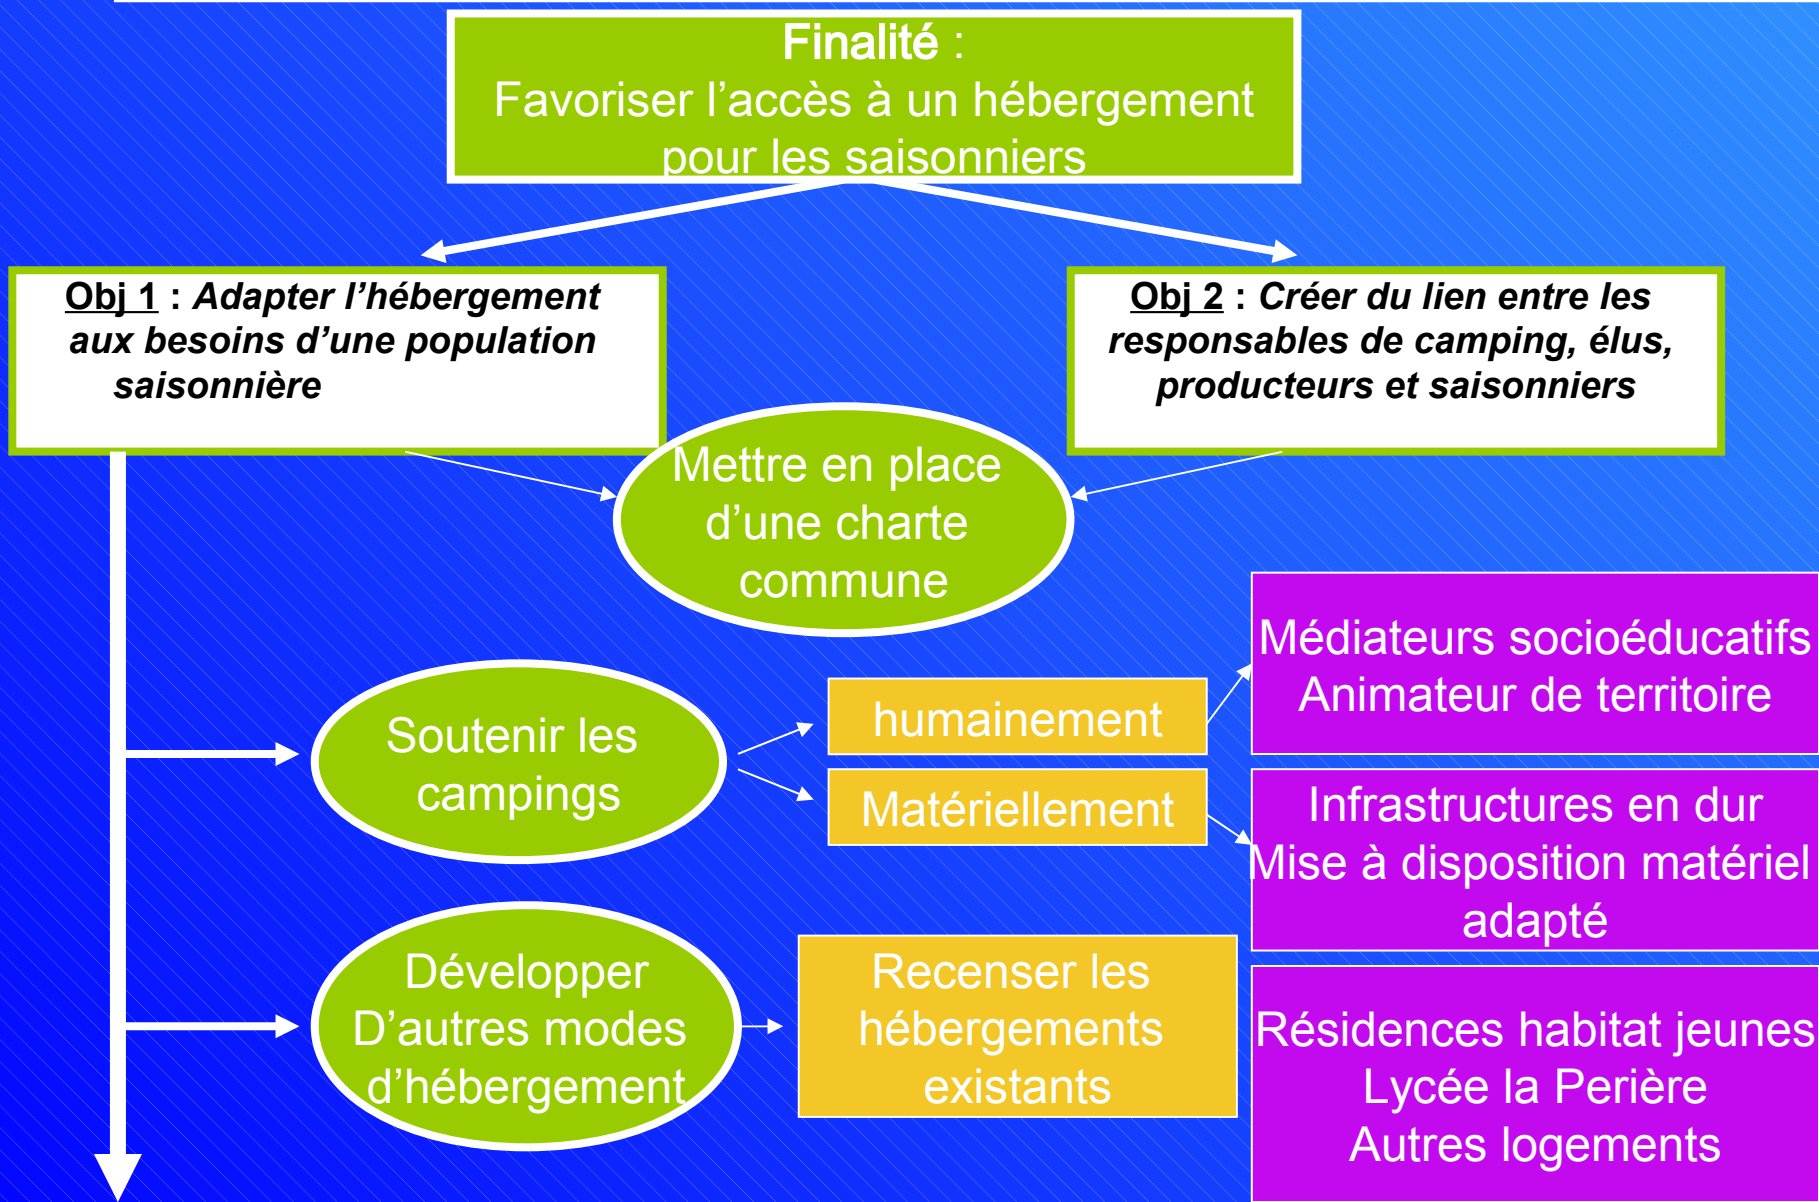 Finalité :
Favoriser l’accès à un hébergement
pour les saisonniers
Obj 1 : Adapter l’hébergement
aux besoins d’une population
saisonnière
Obj 2 : Créer du lien entre les
responsables de camping, élus,
producteurs et saisonniers
Mettre en place
d’une charte
commune
Soutenir les
campings
humainement
Matériellement
Médiateurs socioéducatifs
Animateur de territoire
Infrastructures en dur
Mise à disposition matériel
adapté
Développer
D’autres modes
d’hébergement
Recenser les
hébergements
existants
Résidences habitat jeunes
Lycée la Perière
Autres logements